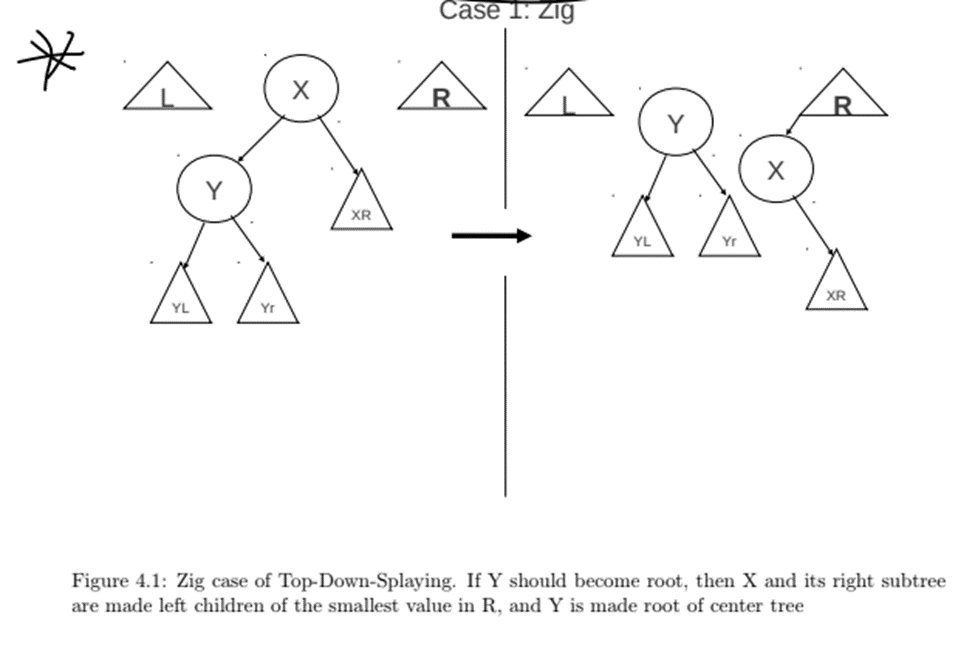 Case 1: Zig
L
X
R
L
Y
R
Y
X
XR
YL
Yr
YL
Yr
XR
Figure 4.1: Zig case of Top-Down-Splaying. If Y should become root, then X and its right subtree
are made left children of the smallest value in R, and Y is made root of center tree